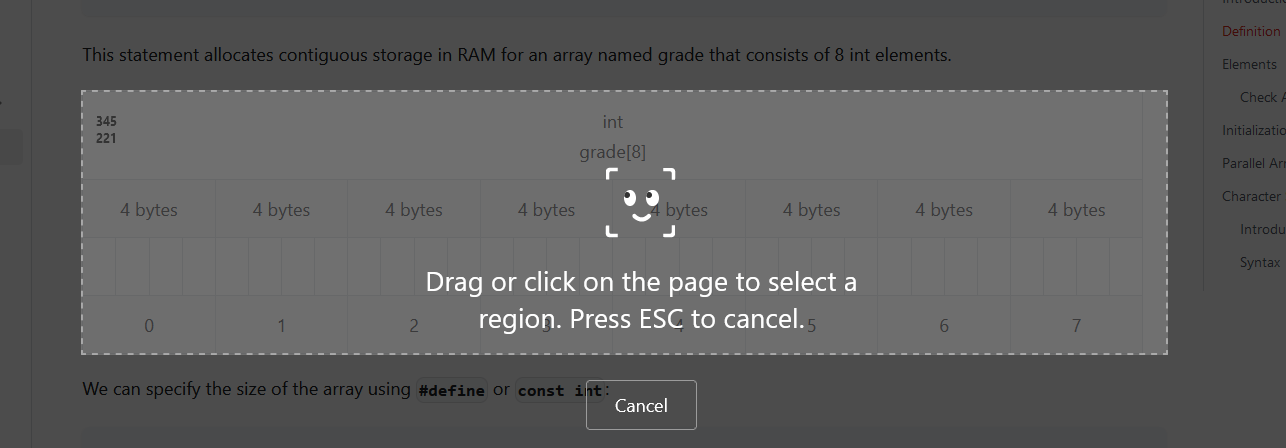 Introduction
This statement allocates contiguous storage in RAM for an array named grade that consists of 8 int elements.
Definition
Elements
Check A
Initializatio
Parallel Arr
Character
Introdu
Syntax
345
221
int
grade[8]
4 bytes 4 bytes 4 bytes 4 bytes 4 bytes 4 bytes 4 bytes 4 bytes
Drag or click on the page to select a
region. Press ESC to cancel.
0 1 2 3 4 5 6 7
We can specify the size of the array using #define or const int:
Cancel